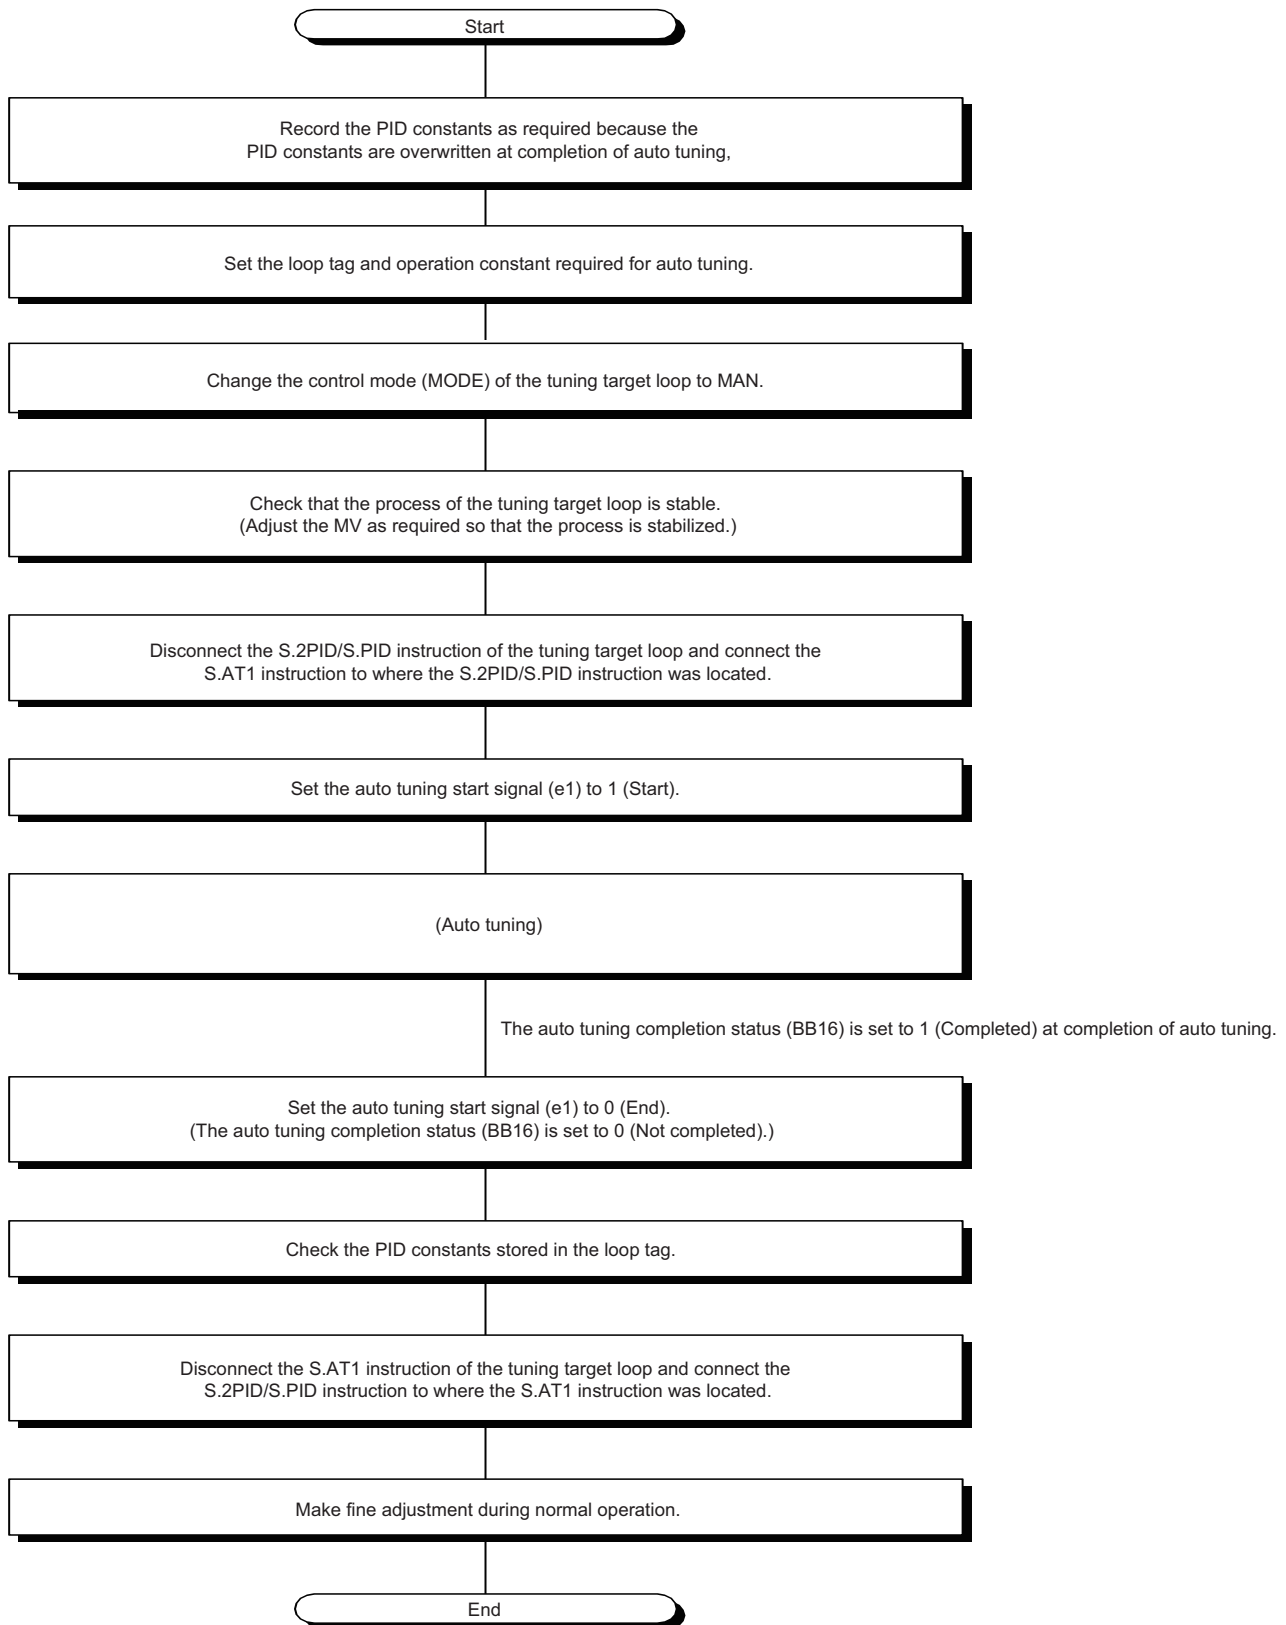 Start
Record the PID constants as required because the
PID constants are overwritten at completion of auto tuning,
Set the loop tag and operation constant required for auto tuning.
Change the control mode (MODE) of the tuning target loop to MAN.
Check that the process of the tuning target loop is stable.
(Adjust the MV as required so that the process is stabilized.)
Disconnect the S.2PID/S.PID instruction of the tuning target loop and connect the
S.AT1 instruction to where the S.2PID/S.PID instruction was located.
Set the auto tuning start signal (e1) to 1 (Start).
(Auto tuning)
The auto tuning completion status (BB16) is set to 1 (Completed) at completion of auto tuning.
Set the auto tuning start signal (e1) to 0 (End).
(The auto tuning completion status (BB16) is set to 0 (Not completed).)
Check the PID constants stored in the loop tag.
Disconnect the S.AT1 instruction of the tuning target loop and connect the
S.2PID/S.PID instruction to where the S.AT1 instruction was located.
Make fine adjustment during normal operation.
End